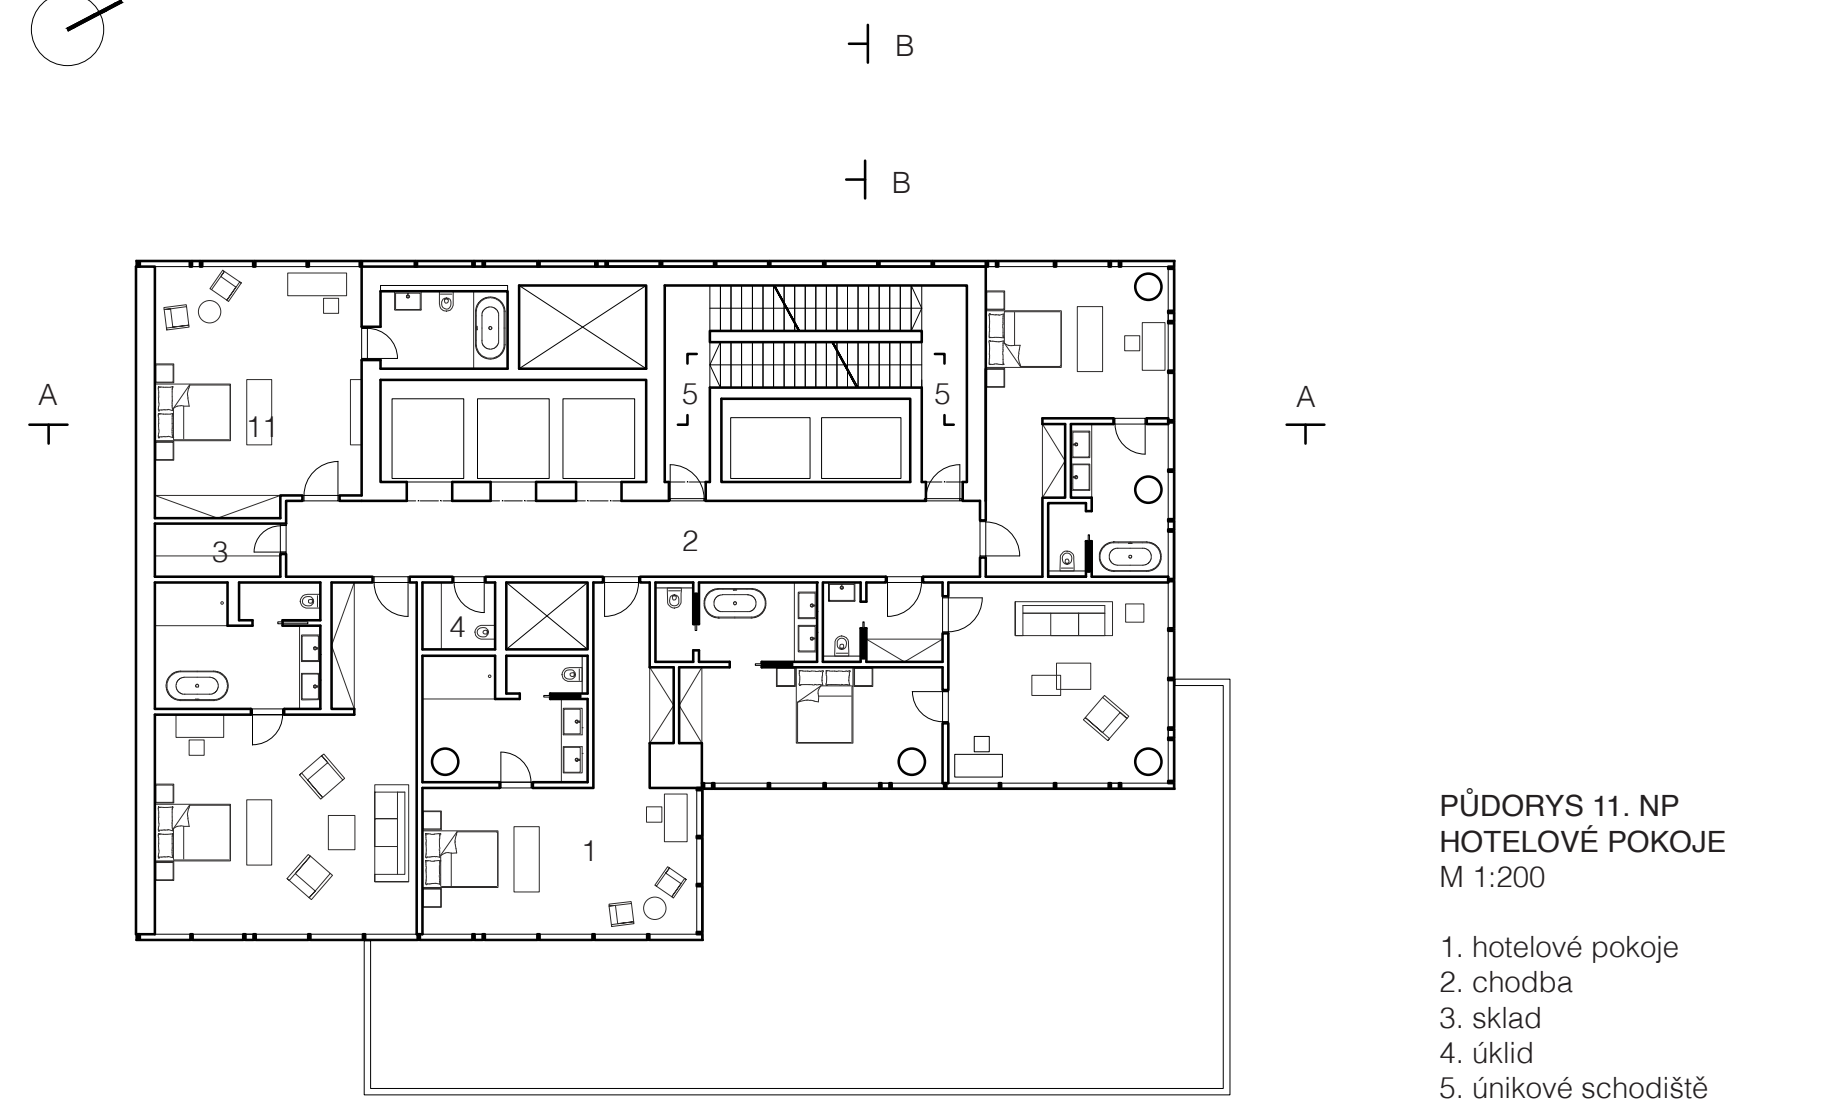 B
B
A
A
5
5
11
2
3
4
1
PŮDORYS 11. NP
HOTELOVÉ POKOJE
M 1:200
1. hotelové pokoje
2. chodba
3. sklad
4. úklid
5. únikové schodiště